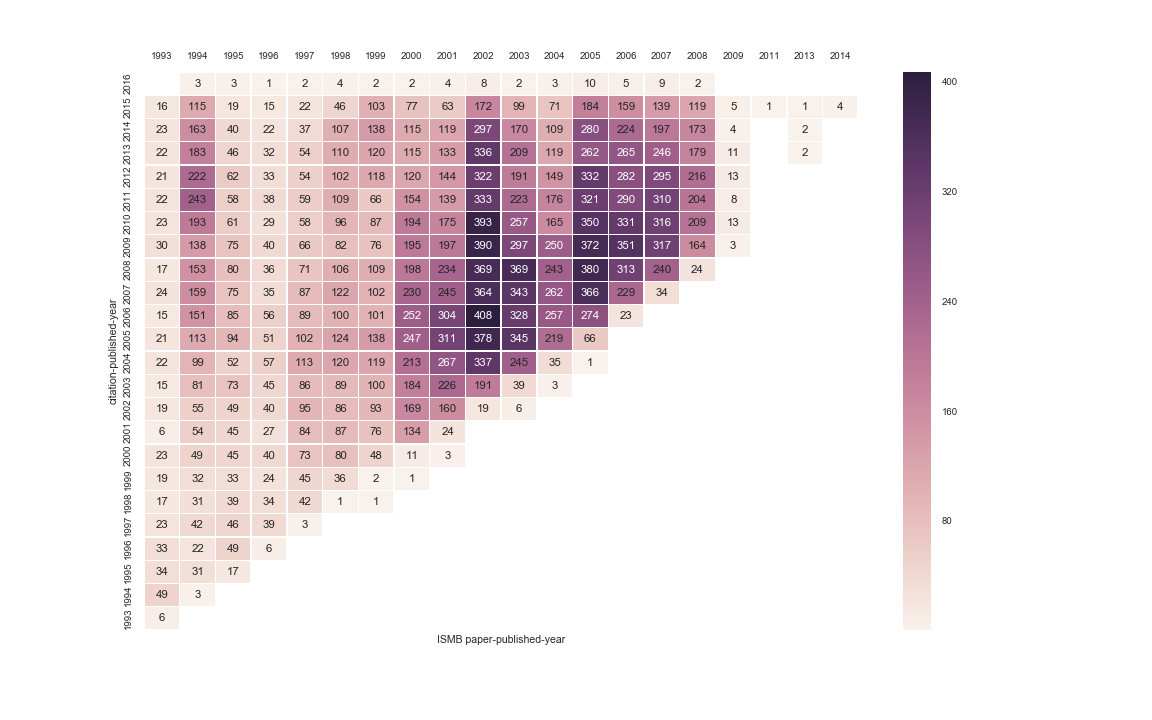 1993 1994 1995 1996 1997 1998 1999 2000 2001 2002 2003 2004 2005 2006 2007 2008 2009 2011 2013 2014
2016 3 3 1 2 4 2 2 4 8 2 3 10 5 9 2
2015 16 115 19 15 22 46 103 77 63 172 99 71 184 159 139 119 5 1 1 4
2014 23 163 40 22 37 107 138 115 119 297 170 109 280 224 197 173 4 2
2013 22 183 46 32 54 110 120 115 133 336 209 119 262 265 246 179 11 2
2012 21 222 62 33 54 102 118 120 144 322 191 149 332 282 295 216 13
2011 22 243 58 38 59 109 66 154 139 333 223 176 321 290 310 204 8
2010 23 193 61 29 58 96 87 194 175 393 257 165 350 331 316 209 13
2009 30 138 75 40 66 82 76 195 197 390 297 250 372 351 317 164 3
2008 17 153 80 36 71 106 109 198 234 369 369 243 380 313 240 24
2007 24 159 75 35 87 122 102 230 245 364 343 262 366 229 34
2006 15 151 85 56 89 100 101 252 304 408 328 257 274 23
2005 21 113 94 51 102 124 138 247 311 378 345 219 66
2004 22 99 52 57 113 120 119 213 267 337 245 35 1
2003 15 81 73 45 86 89 100 184 226 191 39 3
2002 19 55 49 40 95 86 93 169 160 19 6
2001 6 54 45 27 84 87 76 134 24
2000 23 49 45 40 73 80 48 11 3
1999 19 32 33 24 45 36 2 1
1998 17 31 39 34 42 1 1
1997 23 42 46 39 3
1996 33 22 49 6
1995 34 31 17
1994 49 3
1993 6
citation-published-year
ISMB paper-published-year
400
320
240
160
80